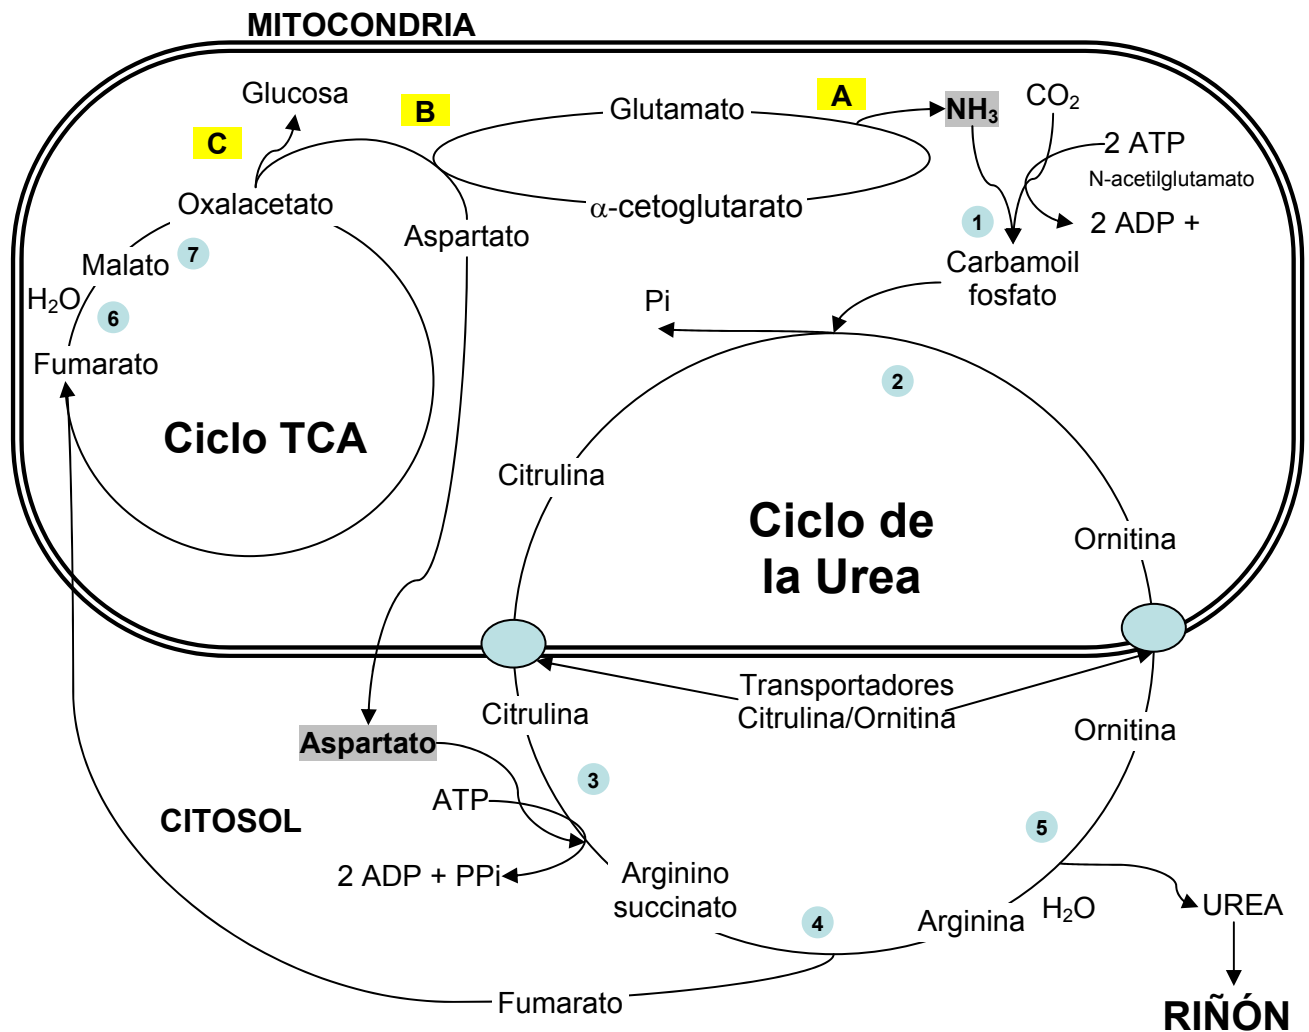 MITOCONDRIA
Glucosa
B
A
Glutamato
NH₃
CO₂
C
2 ATP
N-acetilglutamato
Oxalacetato
α-cetoglutarato
1
2 ADP +
Aspartato
7
Malato
Carbamoil
fosfato
H₂O
6
Pi
Fumarato
2
Ciclo TCA
Citrulina
Ciclo de
la Urea
Ornitina
Transportadores
Citrulina/Ornitina
Citrulina
Ornitina
Aspartato
3
ATP
CITOSOL
5
2 ADP + PPi
Arginino
succinato
4
Arginina
H₂O
UREA
Fumarato
RIÑÓN